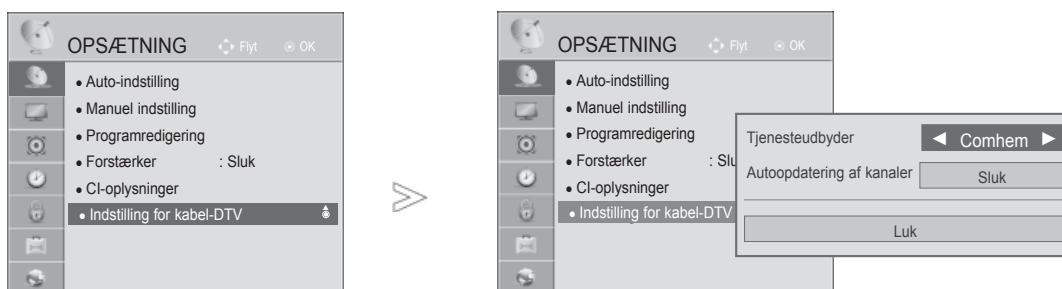 OPSÆTNING Flyt OK
• Auto-indstilling
• Manuel indstilling
• Programredigering
• Forstærker : Sluk
• CI-oplysninger
• Indstilling for kabel-DTV
OPSÆTNING Flyt OK
• Auto-indstilling
• Manuel indstilling
• Programredigering
• Forstærker : Slu
• CI-oplysninger
• Indstilling for kabel-DTV
Tjenesteudbyder ◄ Comhem ►
Autoopdatering af kanaler Sluk
Luk